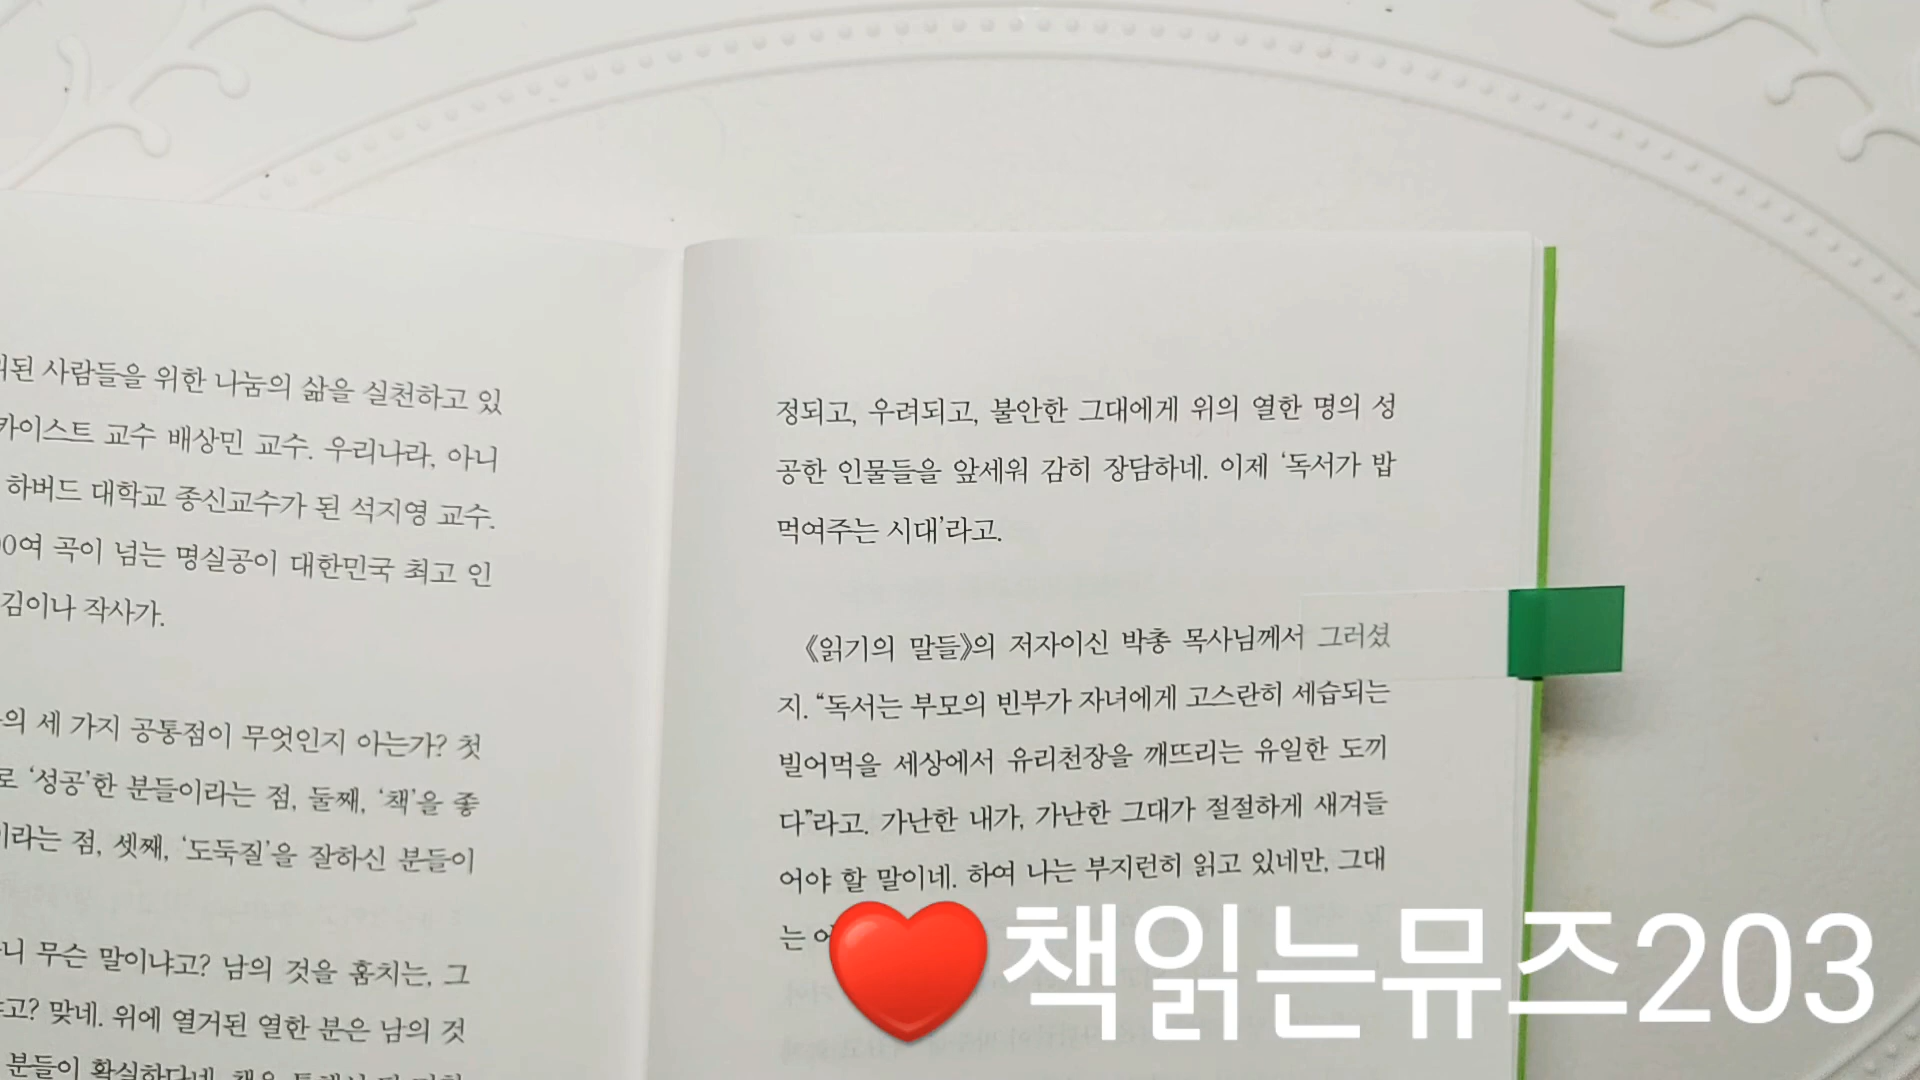 사람들을 위한 나눔의 삶을 실천하고 있
카이스트 교수 배상민 교수. 우리나라, 아니
하버드 대학교 종신교수가 된 석지영 교수.
곡이 넘는 명실공이 대한민국 최고 인
김이나 작사가.
세 가지 공통점이 무엇인지 아는가? 첫
‘성공’한 분들이라는 점, 둘째, ‘책’을 좋
점, 셋째, ‘도둑질’을 잘하신 분들이
무슨 말이냐고? 남의 것을 훔치는, 그
맞네. 위에 열거된 열한 분은 남의 것
분들이 확실하다네.
정되고, 우려되고, 불안한 그대에게 위의 열한 명의 성
공한 인물들을 앞세워 감히 장담하네. 이제 ‘독서가 밥
먹여주는 시대’라고.
《읽기의 말들》의 저자이신 박총 목사님께서 그러셨
지. “독서는 부모의 빈부가 자녀에게 고스란히 세습되는
빌어먹을 세상에서 유리천장을 깨뜨리는 유일한 도끼
다”라고. 가난한 내가, 가난한 그대가 절절하게 새겨들
어야 할 말이네. 하여 나는 부지런히 읽고 있네만, 그대
는
❤️책읽는뮤즈203